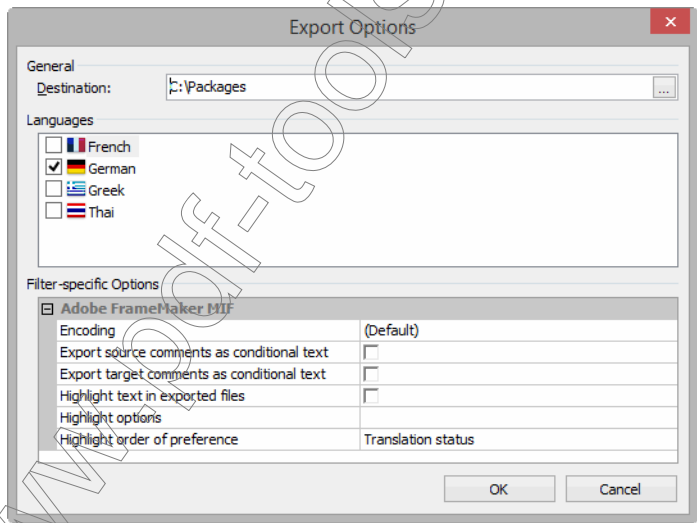 Export Options
General
Destination: C:\Packages ...
Languages
French
German
Greek
Thai
Filter-specific Options
Adobe FrameMaker MIF
Encoding (Default)
Export source comments as conditional text
Export target comments as conditional text
Highlight text in exported files
Highlight options
Highlight order of preference Translation status
OK Cancel
www.pdf-tools